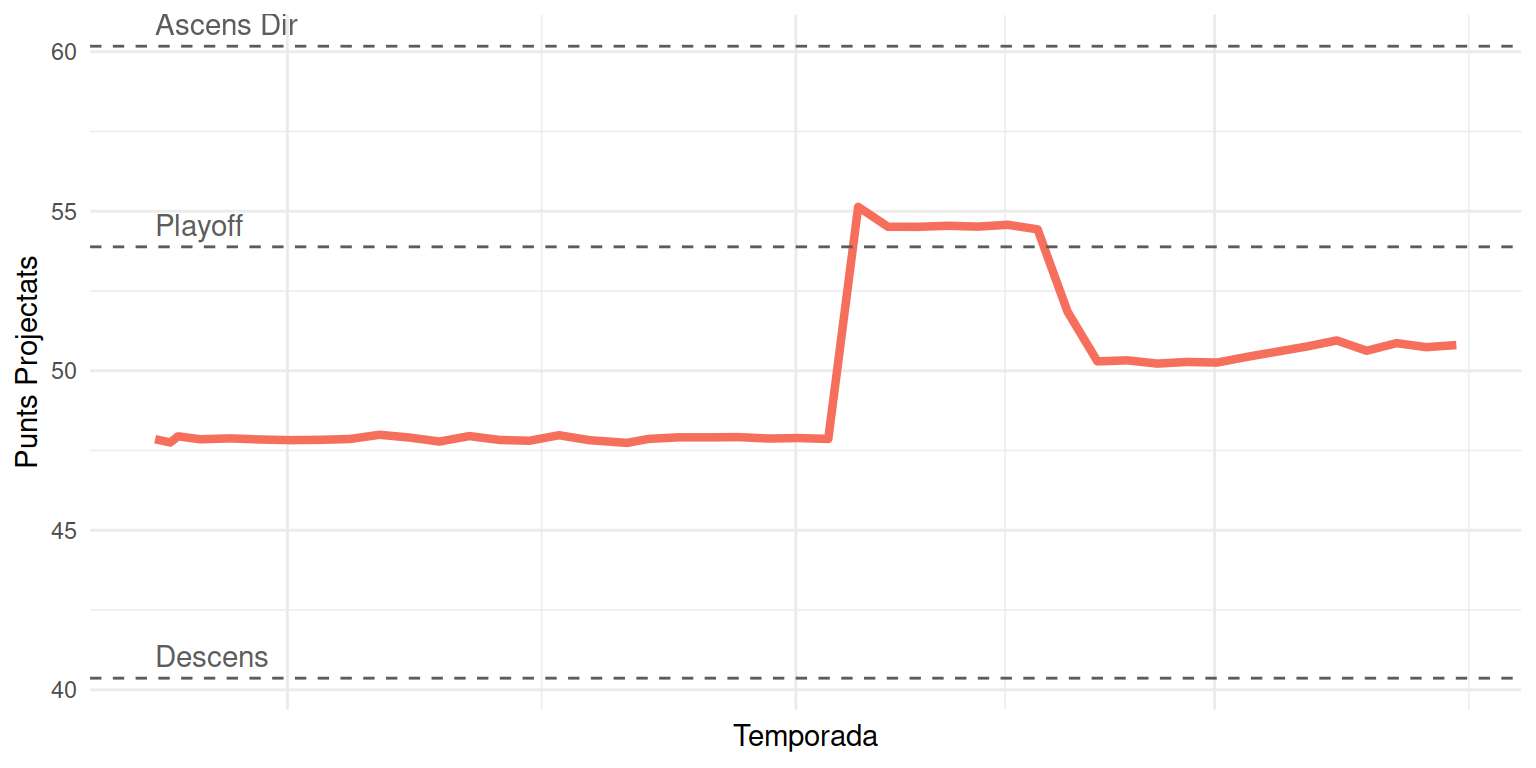 Ascens Dir
60
Playoff
55
50
45
Descens
40
Punts Projectats
Temporada